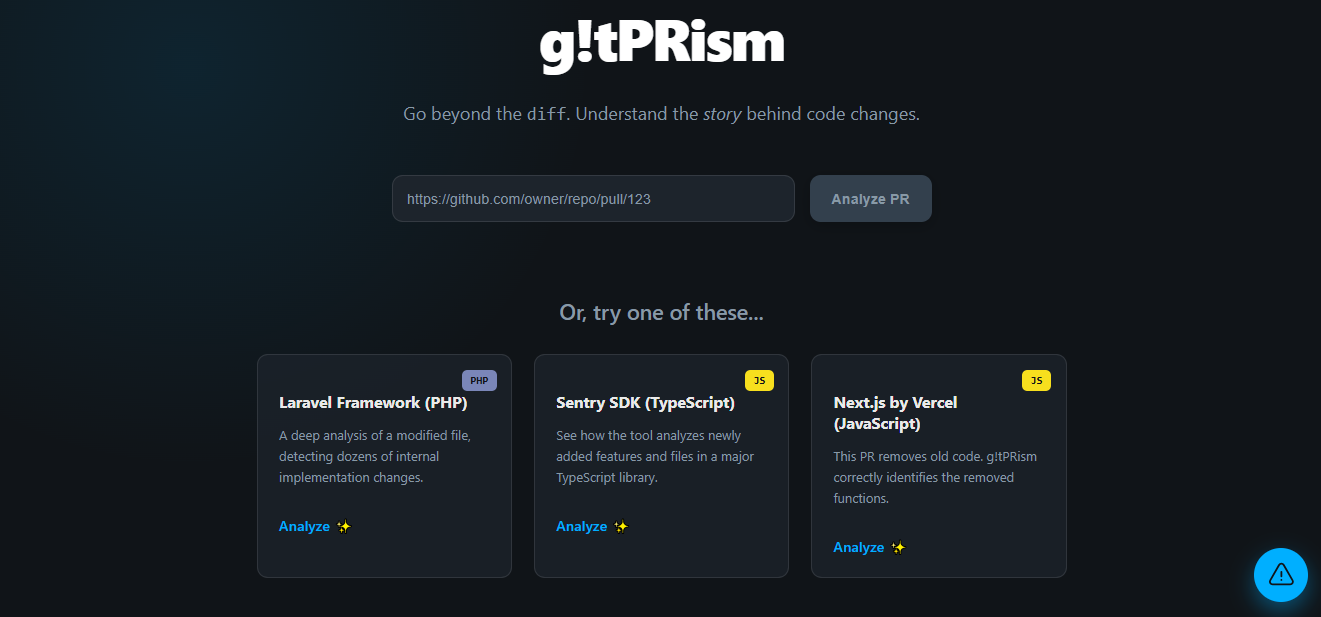 g!tPRism
Go beyond the diff. Understand the story behind code changes.
https://github.com/owner/repo/pull/123
Analyze PR
Or, try one of these...
PHP
Laravel Framework (PHP)
A deep analysis of a modified file,
detecting dozens of internal
implementation changes.
Analyze ✨
JS
Sentry SDK (TypeScript)
See how the tool analyzes newly
added features and files in a major
TypeScript library.
Analyze ✨
JS
Next.js by Vercel
(JavaScript)
This PR removes old code. g!tPRism
correctly identifies the removed
functions.
Analyze ✨